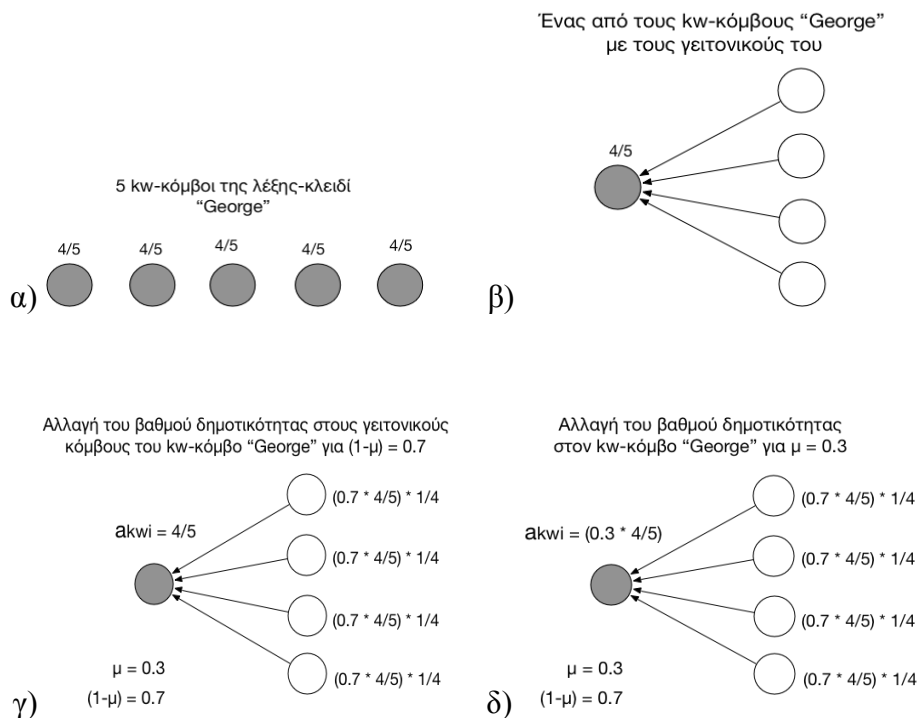 5 kw-κόμβοι της λέξης-κλειδί
“George”
4/5 4/5 4/5 4/5 4/5
α)
Ένας από τους kw-κόμβους “George”
με τους γειτονικούς του
4/5
β)
Αλλαγή του βαθμού δημοτικότητας στους γειτονικούς
κόμβους του kw-κόμβο “George” για (1-μ) = 0.7
(0.7 * 4/5) * 1/4
akwi = 4/5
(0.7 * 4/5) * 1/4
(0.7 * 4/5) * 1/4
μ = 0.3
(0.7 * 4/5) * 1/4
(1-μ) = 0.7
γ)
Αλλαγή του βαθμού δημοτικότητας
στον kw-κόμβο “George” για μ = 0.3
(0.7 * 4/5) * 1/4
akwi = (0.3 * 4/5)
(0.7 * 4/5) * 1/4
(0.7 * 4/5) * 1/4
μ = 0.3
(0.7 * 4/5) * 1/4
(1-μ) = 0.7
δ)